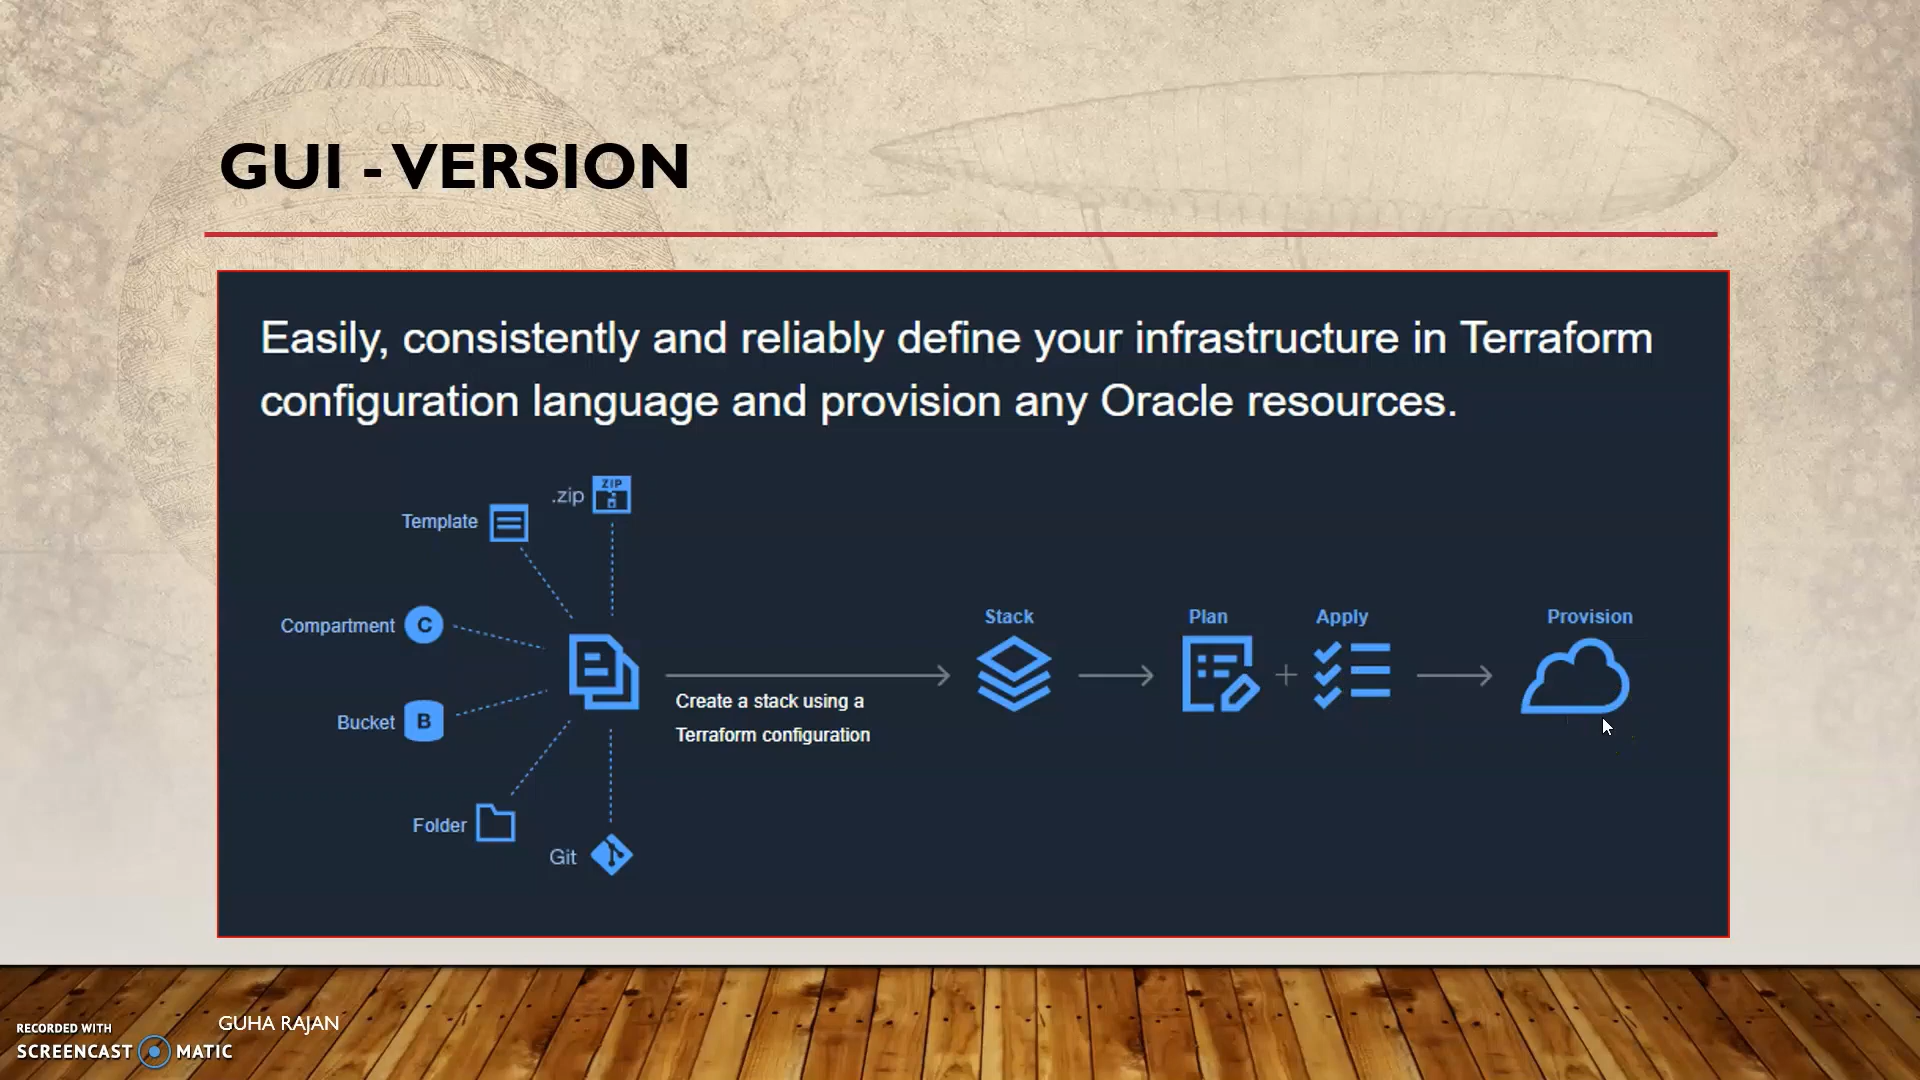 GUI - VERSION
Easily, consistently and reliably define your infrastructure in Terraform
configuration language and provision any Oracle resources.
.zip
ZIP
Template
Compartment
C
Bucket
B
Folder
Git
Create a stack using a
Terraform configuration
Stack
Plan
Apply
Provision
GUHA RAJAN
RECORDED WITH
SCREENCAST MATIC